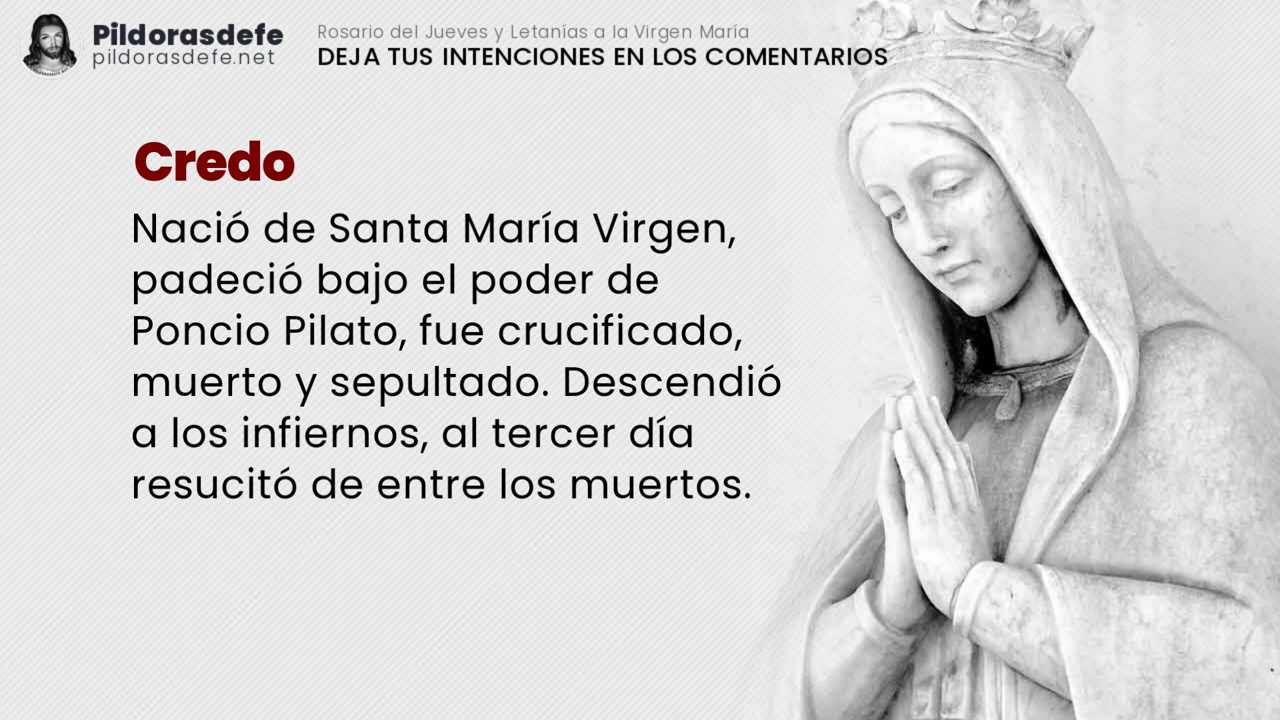 Pildorasdefe
pildorasdefe.net
Rosario del Jueves y Letanías a la Virgen María
DEJA TUS INTENCIONES EN LOS COMENTARIOS
Credo
Nació de Santa María Virgen,
padeció bajo el poder de
Poncio Pilato, fue crucificado,
muerto y sepultado. Descendió
a los infiernos, al tercer día
resucitó de entre los muertos.